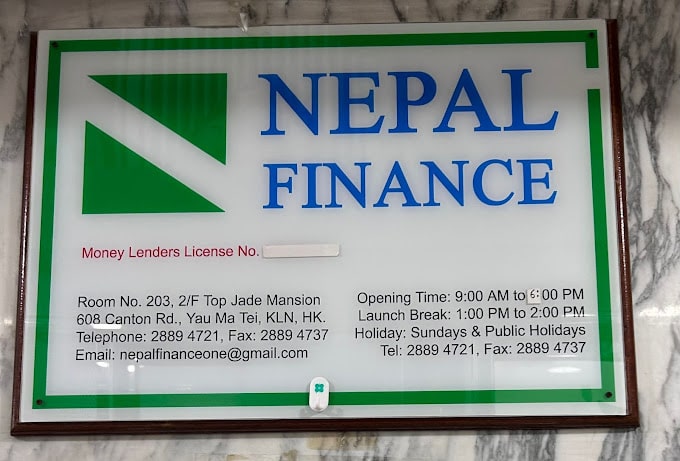 NEPAL
FINANCE
Money Lenders License No.
Room No. 203, 2/F Top Jade Mansion
608 Canton Rd., Yau Ma Tei, KLN, HK.
Telephone: 2889 4721, Fax: 2889 4737
Email: nepalfinanceone@gmail.com
Opening Time: 9:00 AM to 6:00 PM
Launch Break: 1:00 PM to 2:00 PM
Holiday: Sundays & Public Holidays
Tel: 2889 4721, Fax: 2889 4737